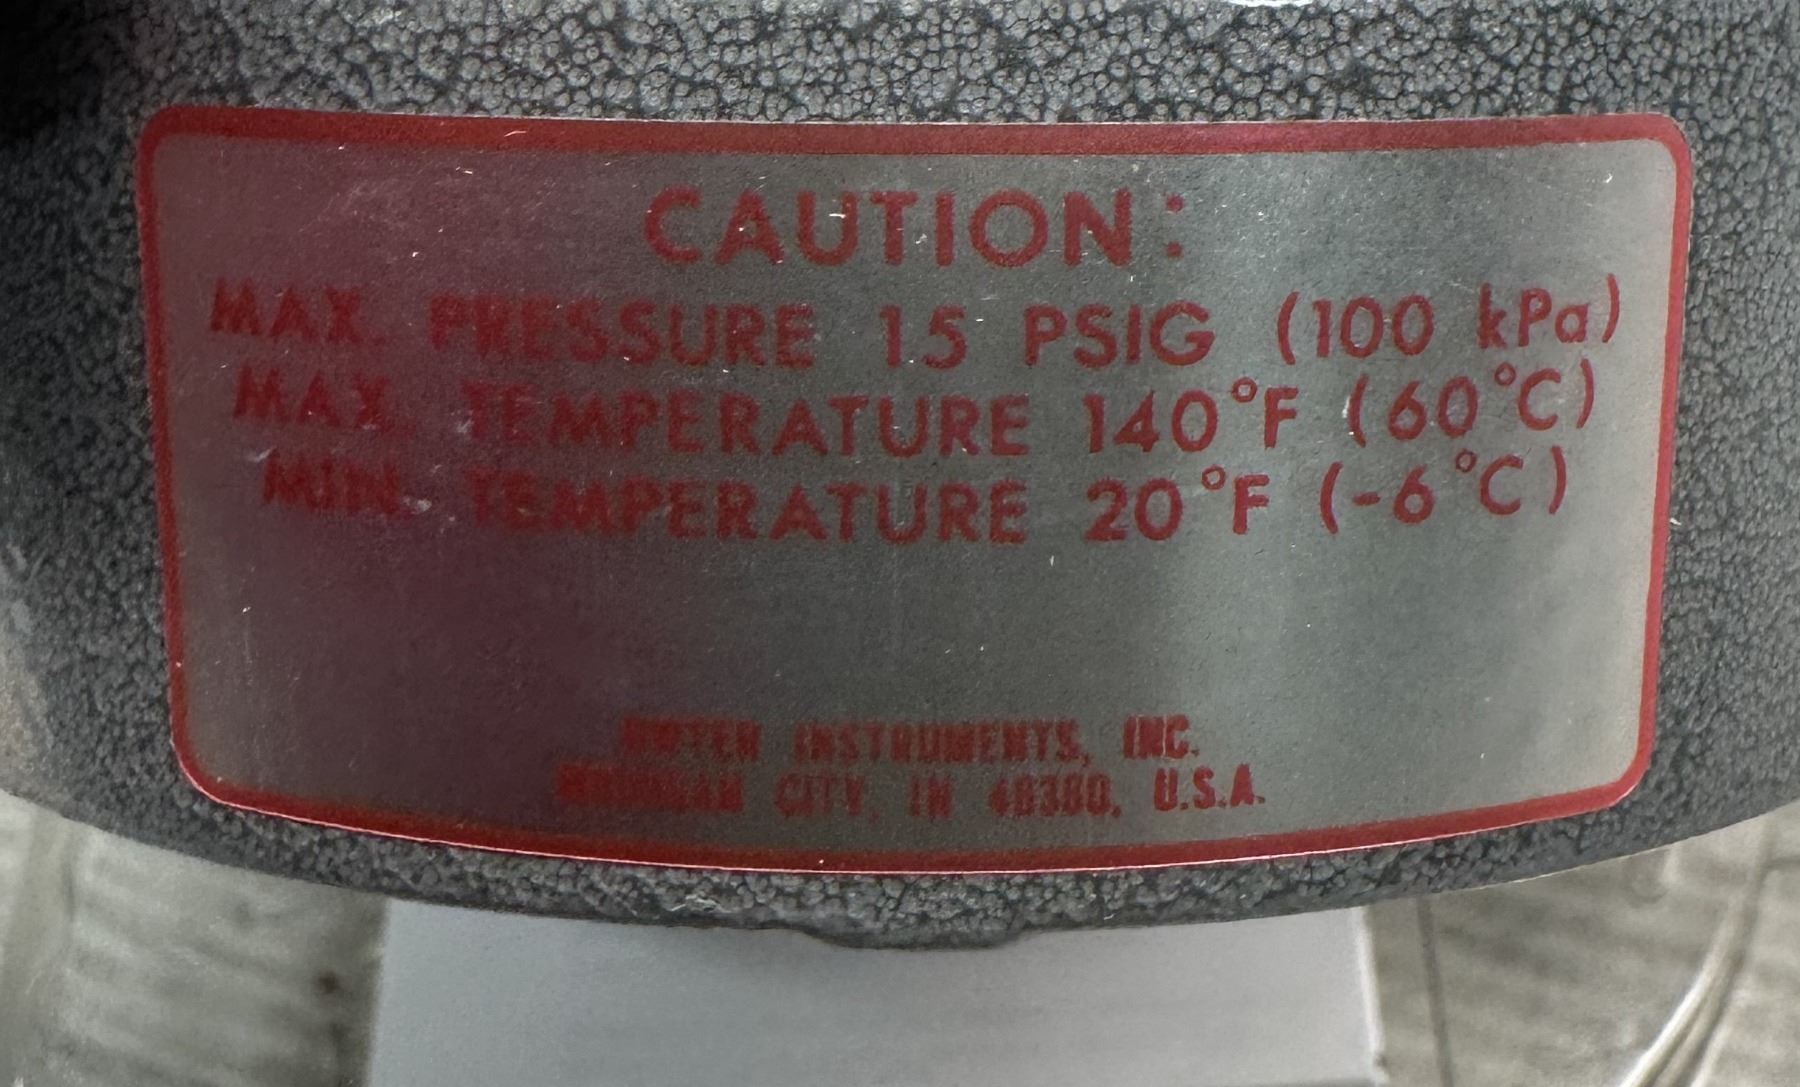 CAUTION:
MAX. PRESSURE 15 PSIG (100 kPa)
MAX. TEMPERATURE 140°F (60°C)
MIN. TEMPERATURE 20°F (-6°C)
INSTRUMENTS, INC.
CITY, IN U.S.A.